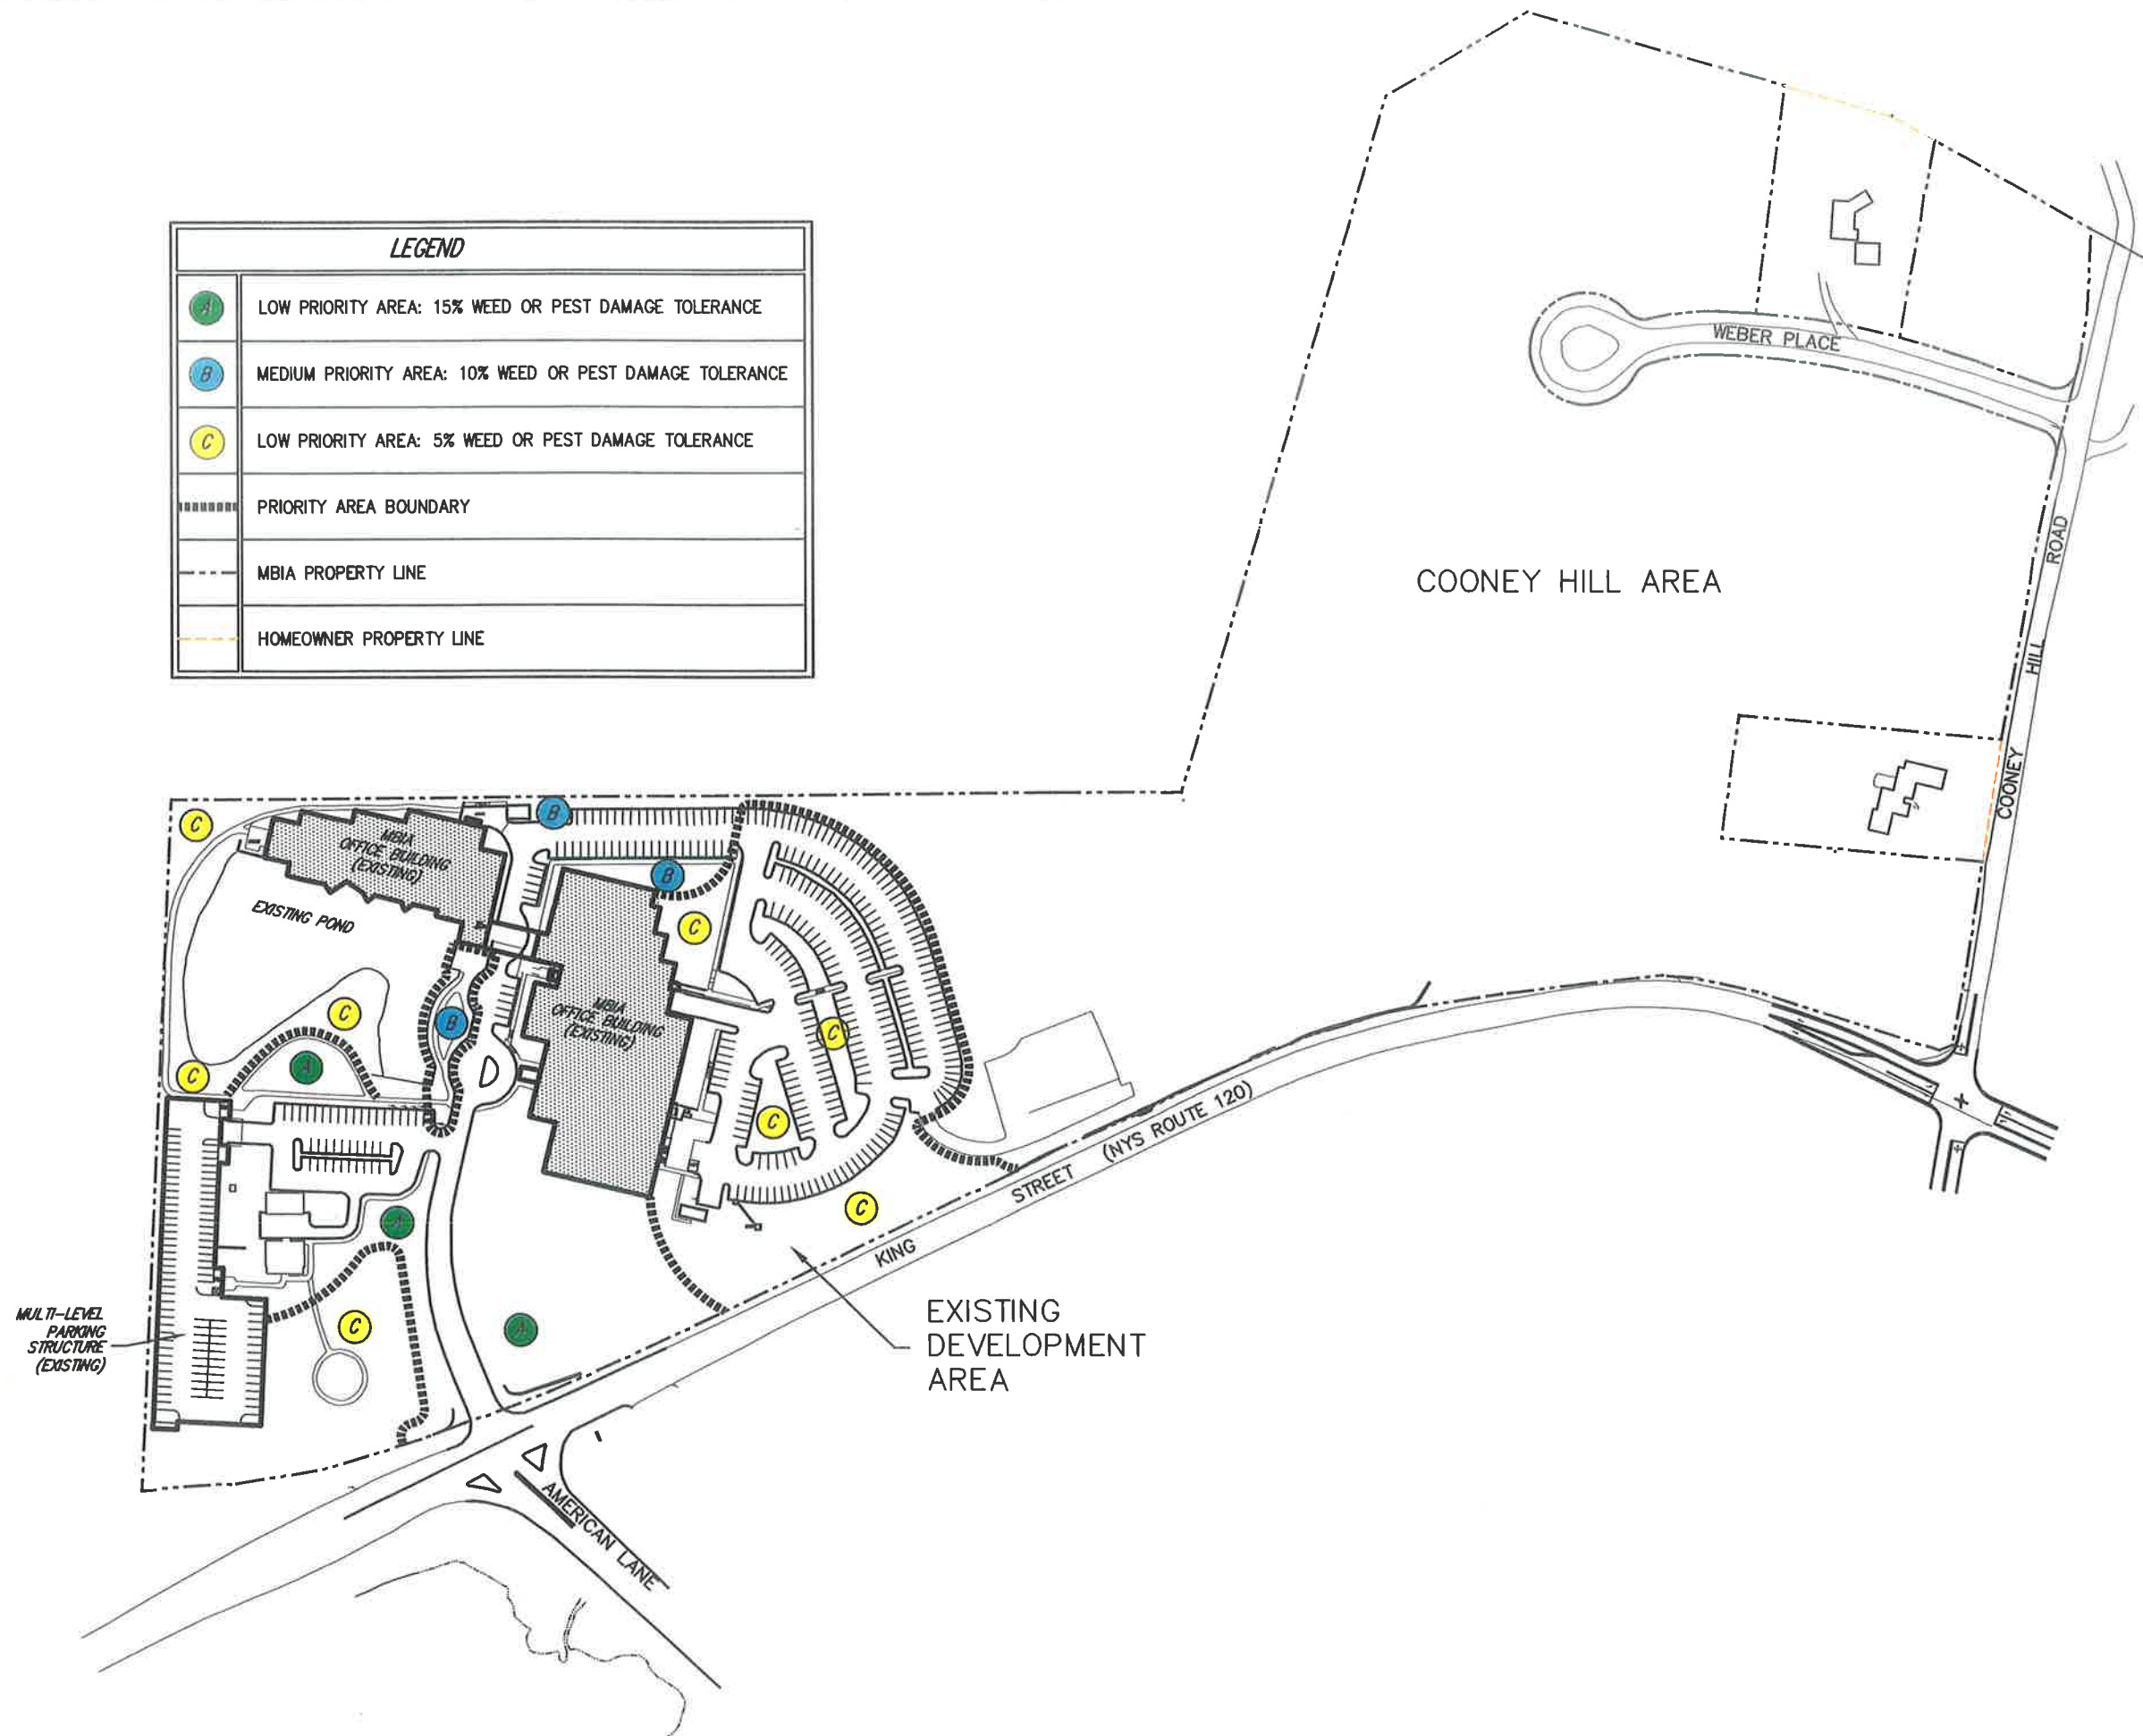 LEGEND
A LOW PRIORITY AREA: 15% WEED OR PEST DAMAGE TOLERANCE
B MEDIUM PRIORITY AREA: 10% WEED OR PEST DAMAGE TOLERANCE
C LOW PRIORITY AREA: 5% WEED OR PEST DAMAGE TOLERANCE
PRIORITY AREA BOUNDARY
MBIA PROPERTY LINE
HOMEOWNER PROPERTY LINE
WEBER PLACE
COONEY HILL AREA
COONEY HILL ROAD
C
B
MBIA
OFFICE BUILDING
(EXISTING)
B
EXISTING POND
C
MBIA
OFFICE BUILDING
(EXISTING)
C
B
C
A
C
C
C
A
C
A
KING STREET (NYS ROUTE 120)
MULTI-LEVEL
PARKING
STRUCTURE
(EXISTING)
EXISTING
DEVELOPMENT
AREA
AMERICAN LANE